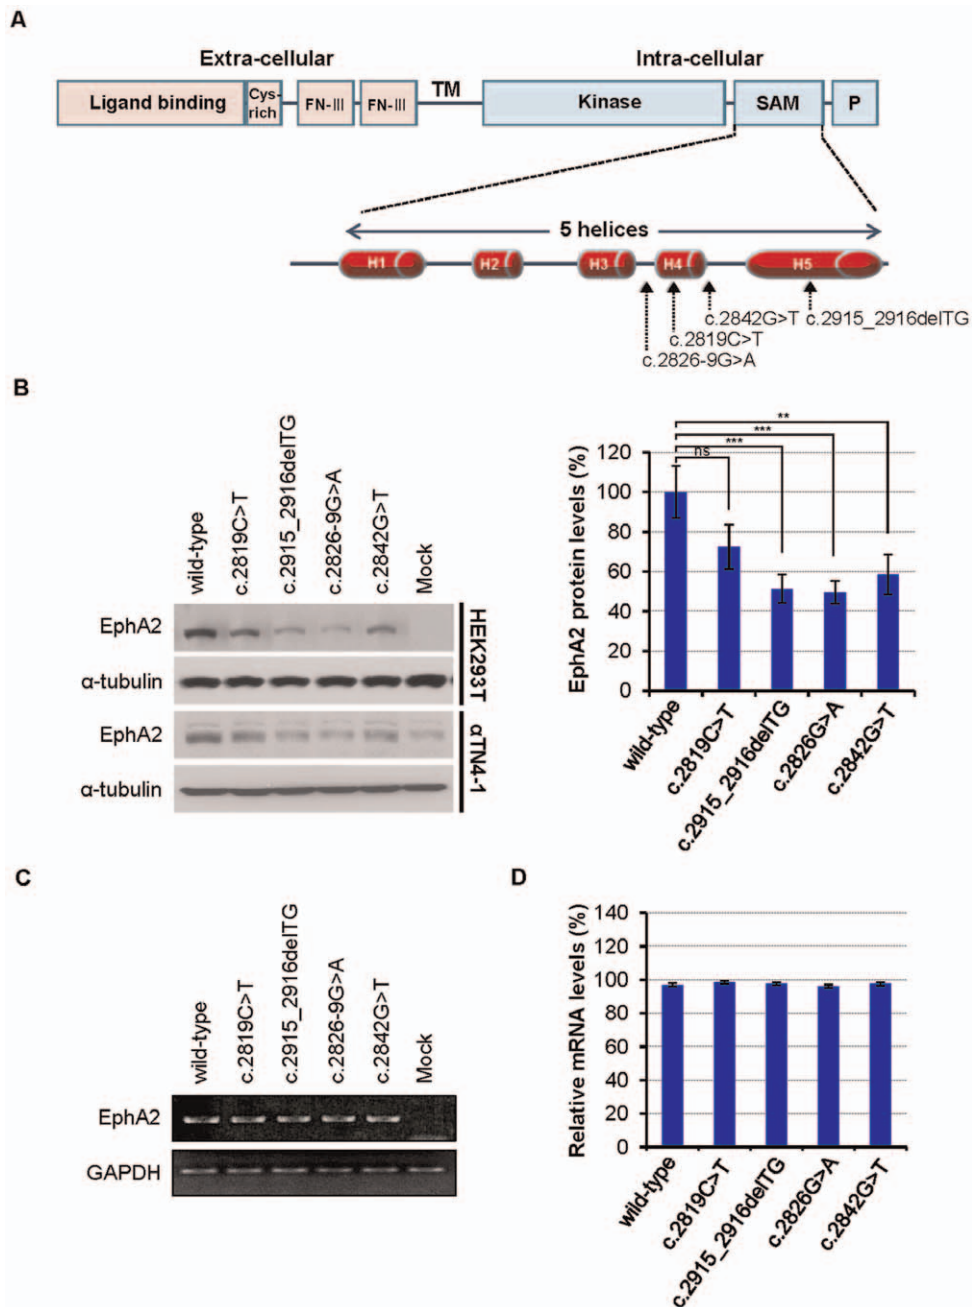 A
Extra-cellular
Intra-cellular
Ligand binding
Cys-
rich
FN-III
FN-III
TM
Kinase
SAM
P
5 helices
H1
H2
H3
H4
H5
c.2842G>T
c.2915_2916delTG
c.2819C>T
c.2826-9G>A
B
wild-type
c.2819C>T
c.2915_2916delTG
c.2826-9G>A
c.2842G>T
Mock
EphA2
α-tubulin
HEK293T
EphA2
α-tubulin
αTN4-1
EphA2 protein levels (%)
120
100
80
60
40
20
0
**
***
***
ns
wild-type
c.2819C>T
c.2915_2916delTG
c.2826G>A
c.2842G>T
C
wild-type
c.2819C>T
c.2915_2916delTG
c.2826-9G>A
c.2842G>T
Mock
EphA2
GAPDH
D
Relative mRNA levels (%)
140
120
100
80
60
40
20
0
wild-type
c.2819C>T
c.2915_2916delTG
c.2826G>A
c.2842G>T